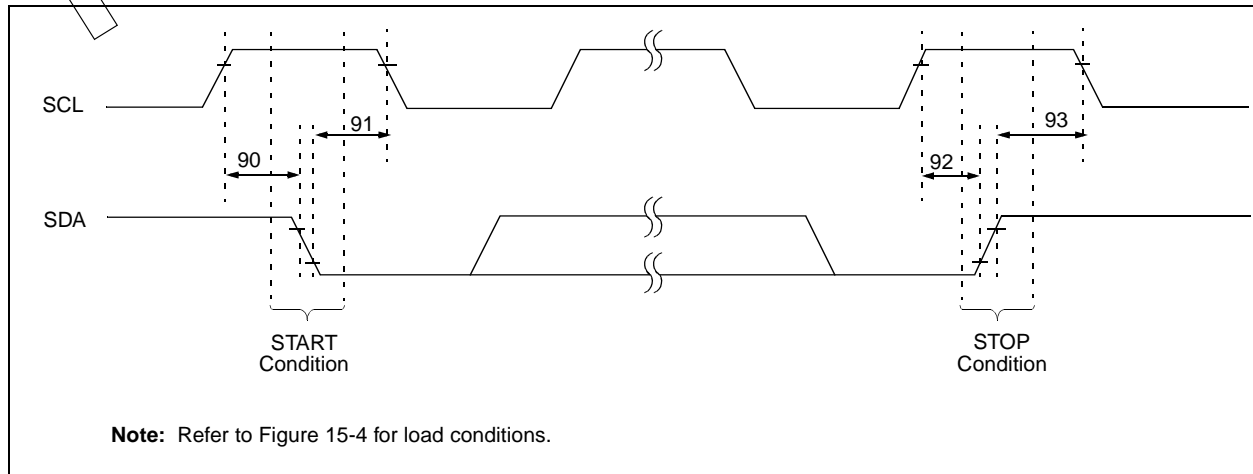 SCL
91
93
90
92
SDA
START
Condition
STOP
Condition
Note: Refer to Figure 15-4 for load conditions.